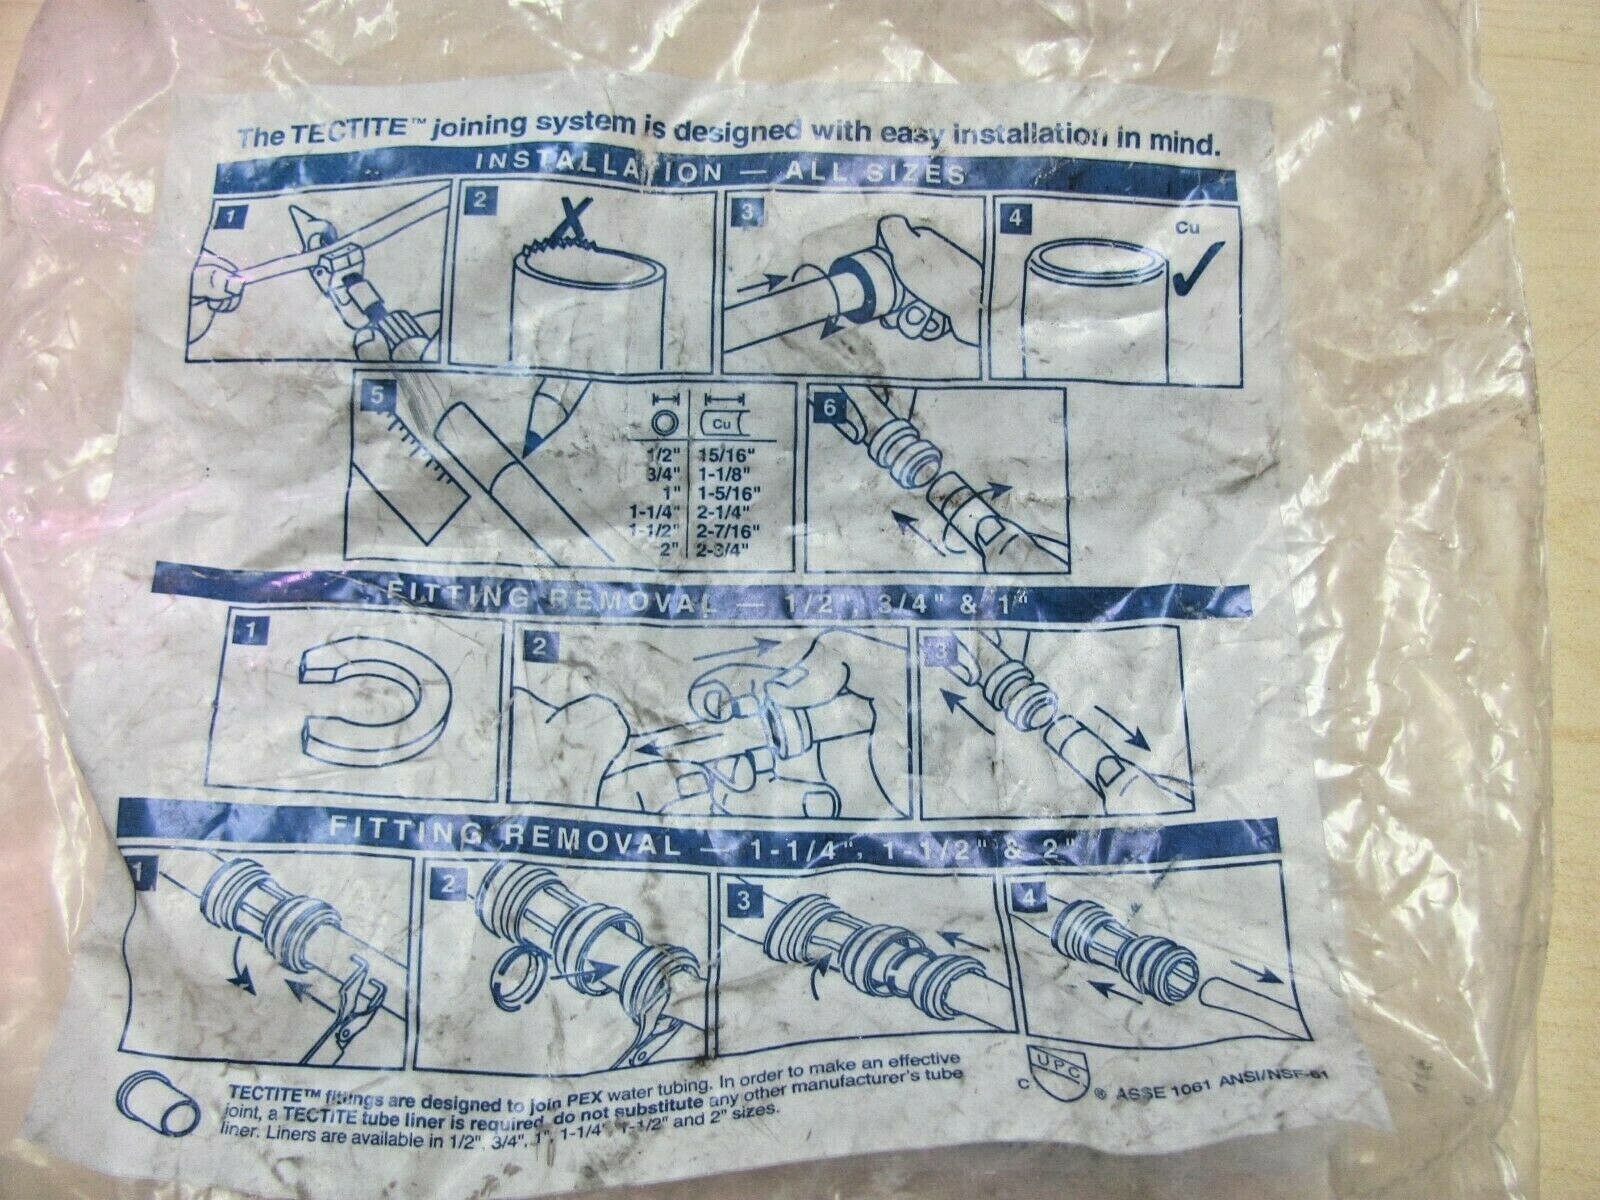 The TECTITE™ joining system is designed with easy installation in mind.
INSTALLATION — ALL SIZES
1
2
X
3
4
Cu
5
Cu
1/2" 15/16"
3/4" 1-1/8"
1" 1-5/16"
1-1/4" 2-1/4"
1-1/2" 2-7/16"
2" 2-3/4"
6
FITTING REMOVAL — 1/2", 3/4" & 1"
1
2
3
FITTING REMOVAL — 1-1/4", 1-1/2" & 2"
1
2
3
4
TECTITE™ fittings are designed to join PEX water tubing. In order to make an effective
joint, a TECTITE tube liner is required, do not substitute any other manufacturer's tube
liner. Liners are available in 1/2", 3/4", 1", 1-1/4", 1-1/2" and 2" sizes.
C UPC ® ASSE 1061 ANSI/NSF-61